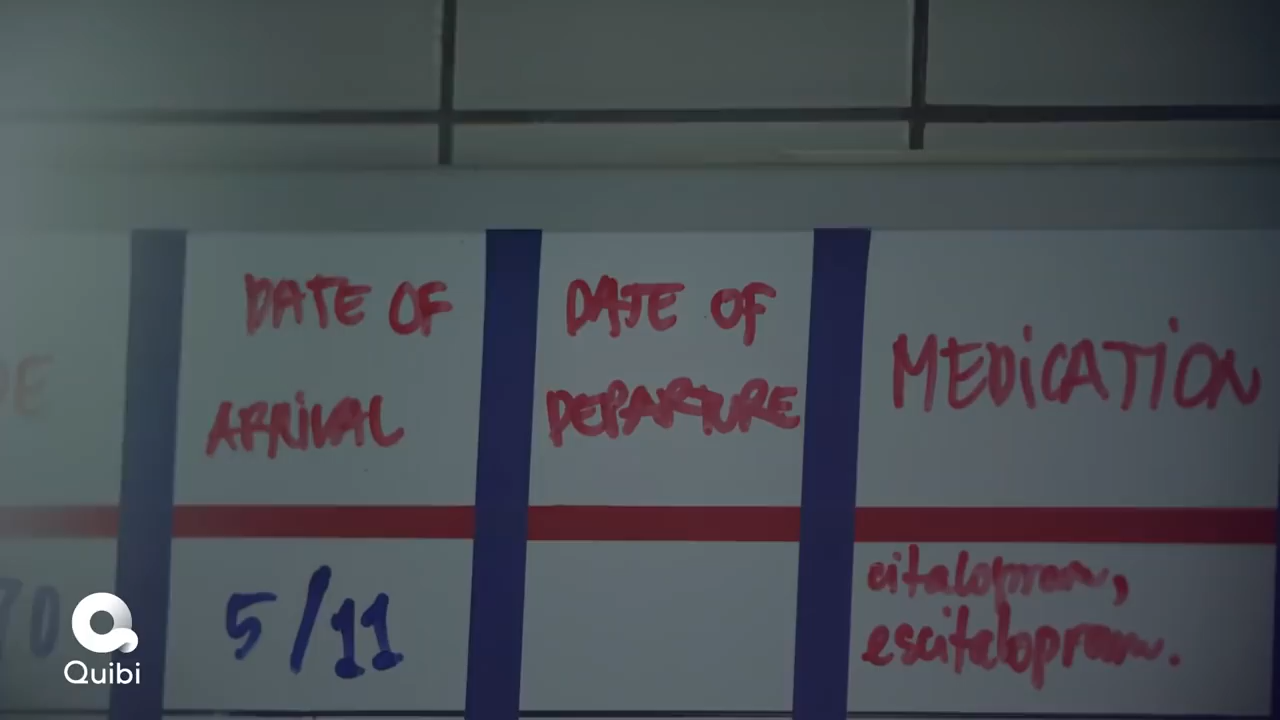 DATE OF
ARRIVAL
DATE OF
DEPARTURE
MEDICATION
5/11
citalopram,
escitalopram.
Quibi